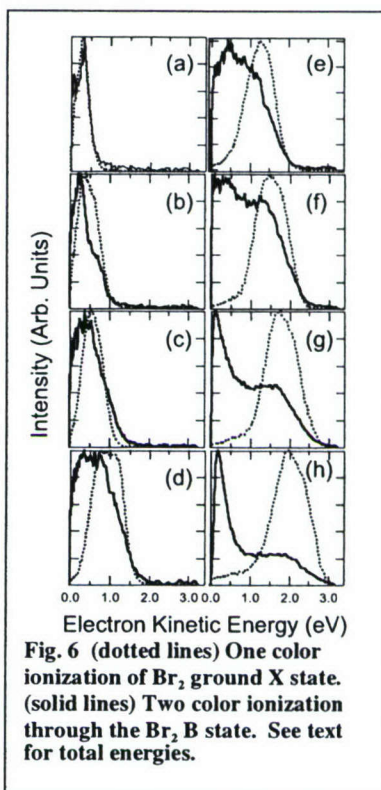 (a)
(e)
(b)
(f)
(c)
(g)
(d)
(h)
Intensity (Arb. Units)
0.0 1.0 2.0 3.0 0.0 1.0 2.0 3.0
Electron Kinetic Energy (eV)
Fig. 6 (dotted lines) One color
ionization of Br₂ ground X state.
(solid lines) Two color ionization
through the Br₂ B state. See text
for total energies.